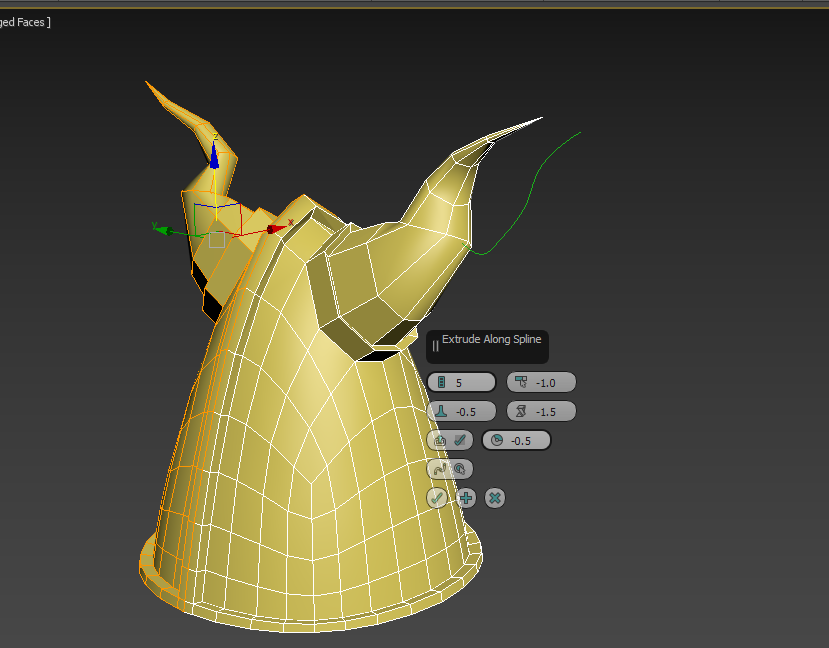 ged Faces ]
z
y
x
Extrude Along Spline
5
-1.0
-0.5
-1.5
-0.5